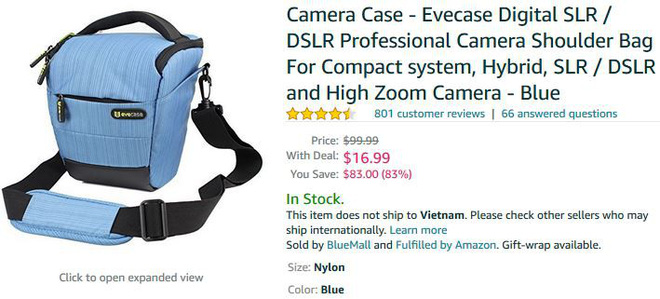 Camera Case - Evecase Digital SLR /
DSLR Professional Camera Shoulder Bag
For Compact system, Hybrid, SLR / DSLR
and High Zoom Camera - Blue
801 customer reviews | 66 answered questions
Price: $99.99
With Deal: $16.99
You Save: $83.00 (83%)
In Stock.
This item does not ship to Vietnam. Please check other sellers who may
ship internationally. Learn more
Sold by BlueMall and Fulfilled by Amazon. Gift-wrap available.
Size: Nylon
Color: Blue
evecase
Click to open expanded view